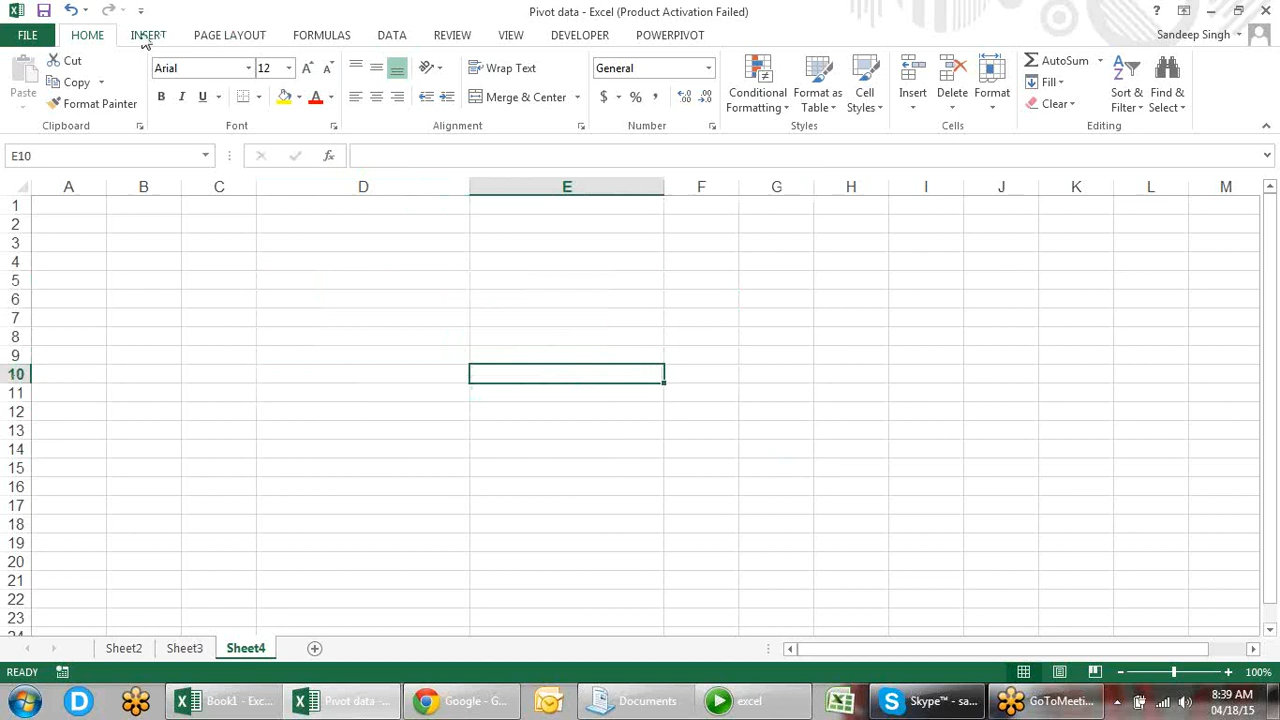 Pivot data - Excel (Product Activation Failed)
FILE HOME INSERT PAGE LAYOUT FORMULAS DATA REVIEW VIEW DEVELOPER POWERPIVOT Sandeep Singh
Paste Cut Copy Format Painter
Clipboard
Arial 12
B I U A
Font
Wrap Text
Merge & Center
Alignment
General
$ % ,
Number
Conditional Formatting Format as Table Cell Styles
Styles
Insert Delete Format
Cells
AutoSum
Fill
Clear
Sort & Filter Find & Select
Editing
E10 fx
A B C D E F G H I J K L M
1
2
3
4
5
6
7
8
9
10
11
12
13
14
15
16
17
18
19
20
21
22
23
24
Sheet2 Sheet3 Sheet4
READY 100%
Book1 - Exc... Pivot data -... Google - G... Documents excel Skype™ - sa... GoToMeeti... 8:39 AM
04/18/15